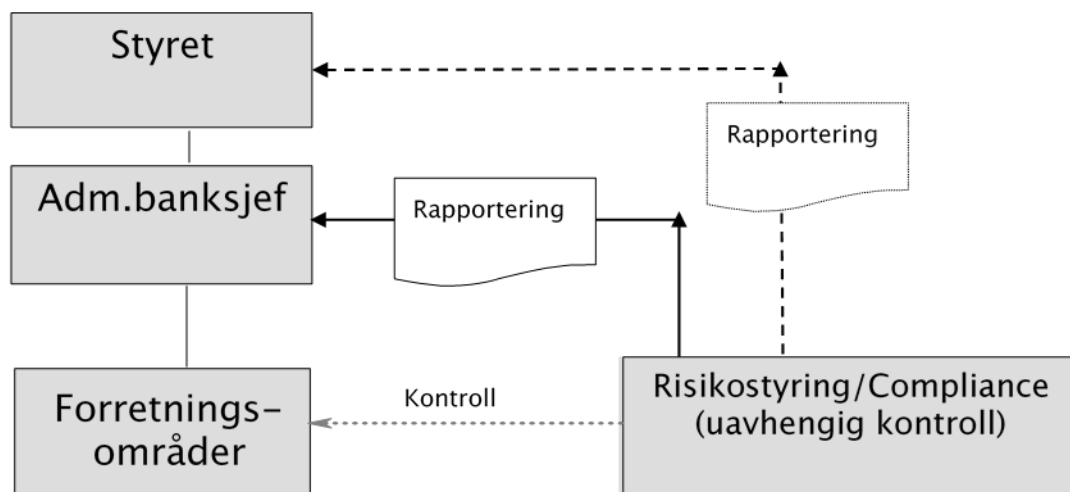 Styret
Rapportering
Adm.banksjef
Rapportering
Forretnings-
områder
Kontroll
Risikostyring/Compliance
(uavhengig kontroll)